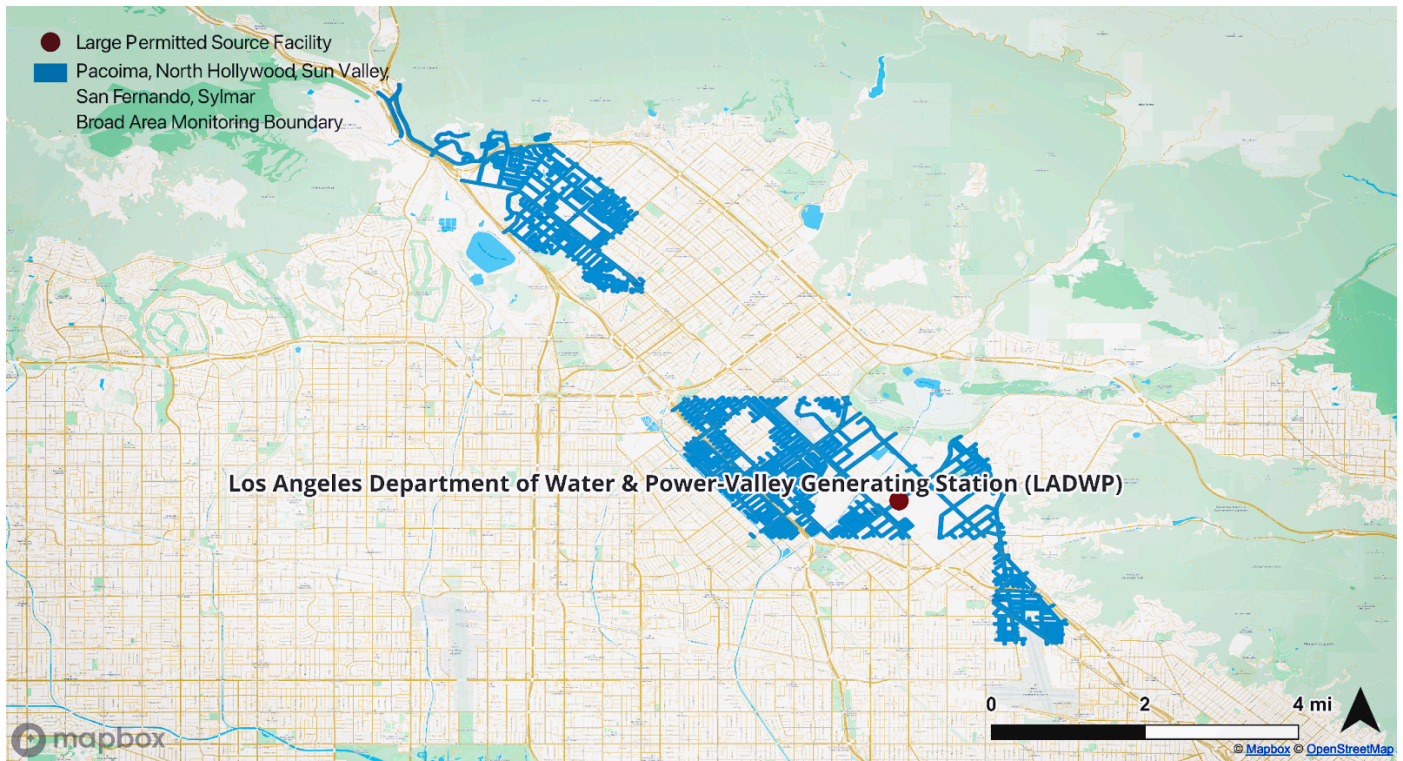 Large Permitted Source Facility
Pacoima, North Hollywood, Sun Valley,
San Fernando, Sylmar
Broad Area Monitoring Boundary
Los Angeles Department of Water & Power-Valley Generating Station (LADWP)
0 2 4 mi
mapbox
© Mapbox © OpenStreetMap